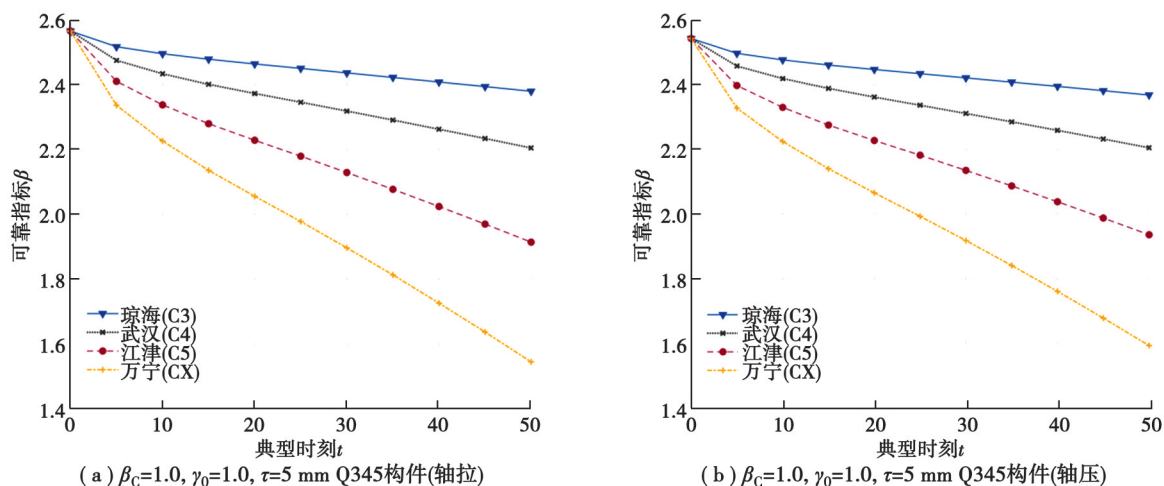 2.6
2.4
2.2
2.0
1.8
1.6
1.4
可靠指标β
琼海(C3)
武汉(C4)
江津(C5)
万宁(CX)
0 10 20 30 40 50
典型时刻t
(a) β_C=1.0, γ_0=1.0, τ=5 mm Q345构件(轴拉)
2.6
2.4
2.2
2.0
1.8
1.6
1.4
可靠指标β
琼海(C3)
武汉(C4)
江津(C5)
万宁(CX)
0 10 20 30 40 50
典型时刻t
(b) β_C=1.0, γ_0=1.0, τ=5 mm Q345构件(轴压)